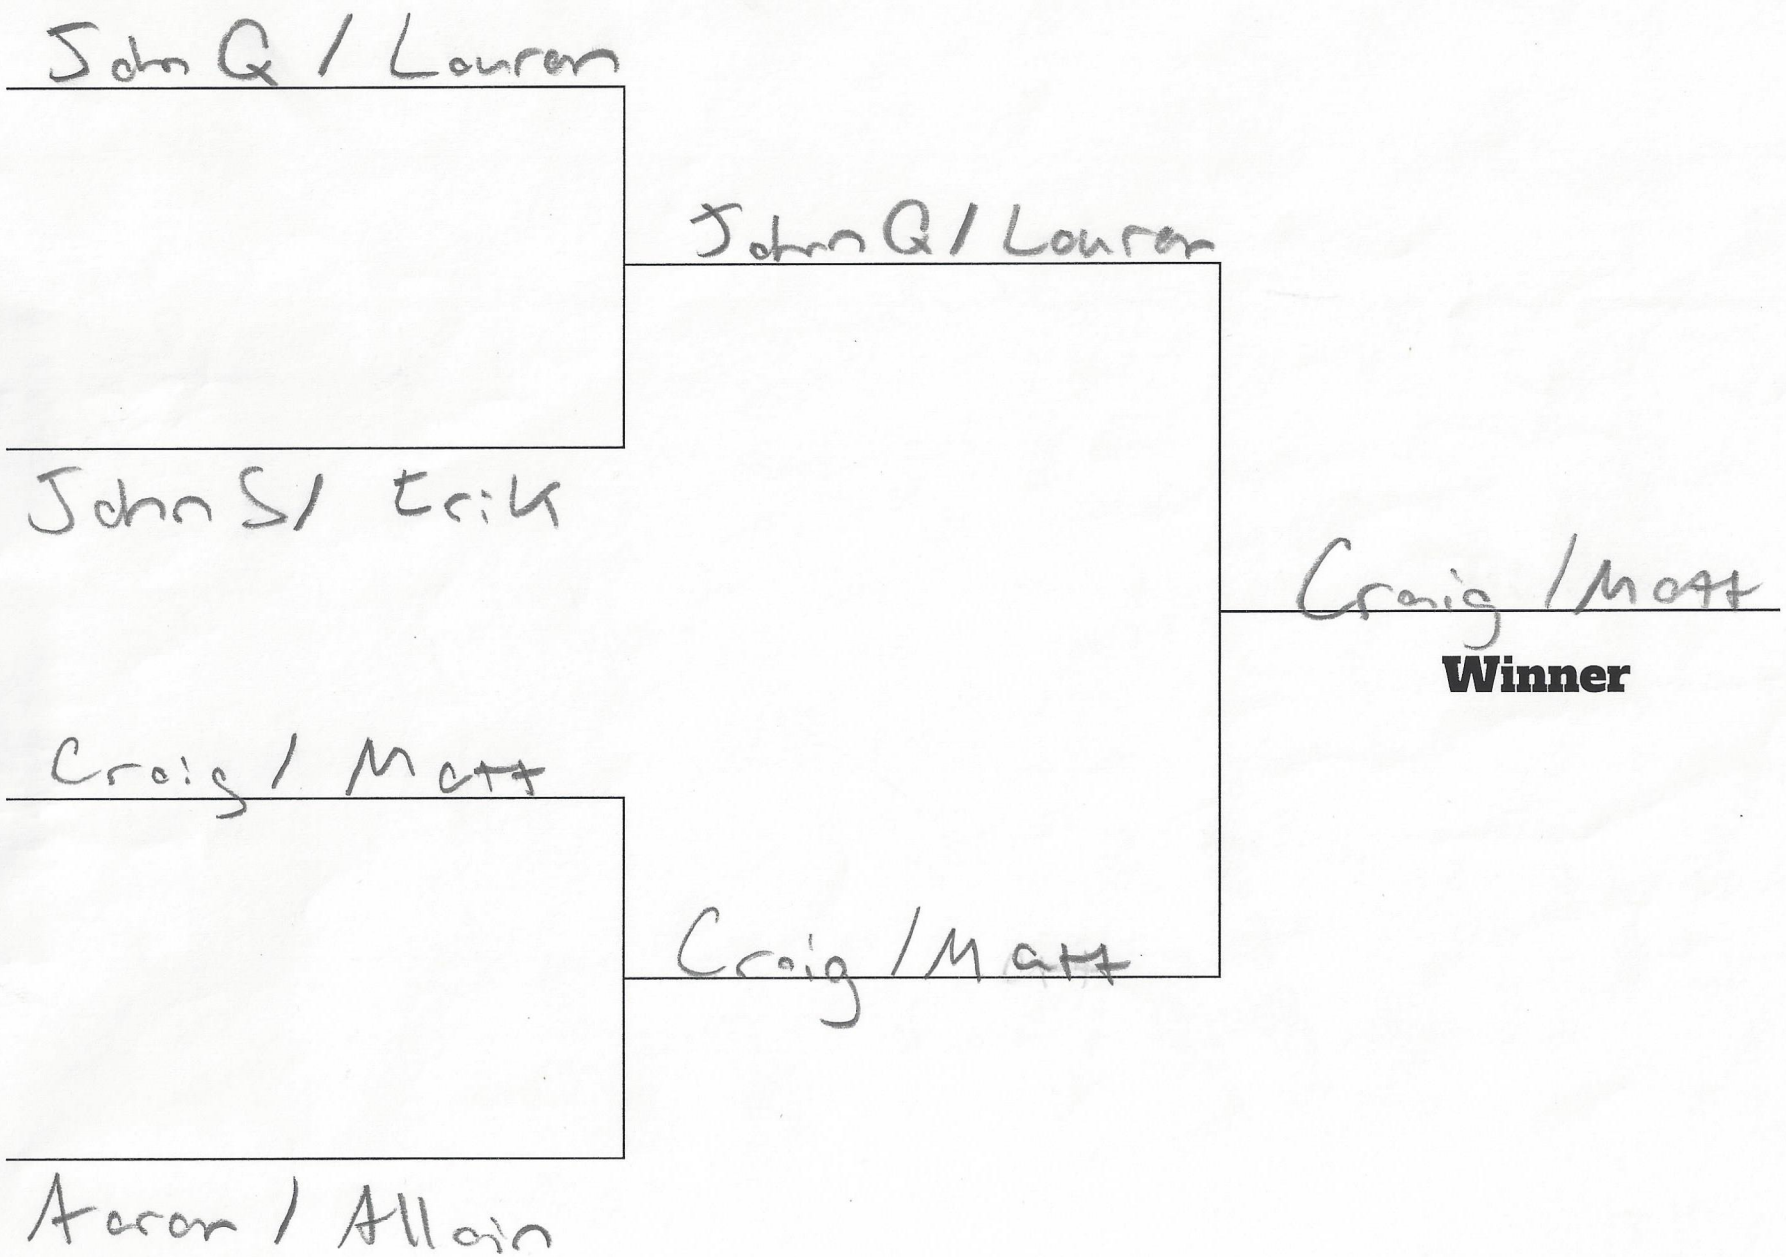 John Q / Lauren
John Q / Lauren
John S / Erik
Craig / Matt
Winner
Craig / Matt
Craig / Matt
Aaron / Allain